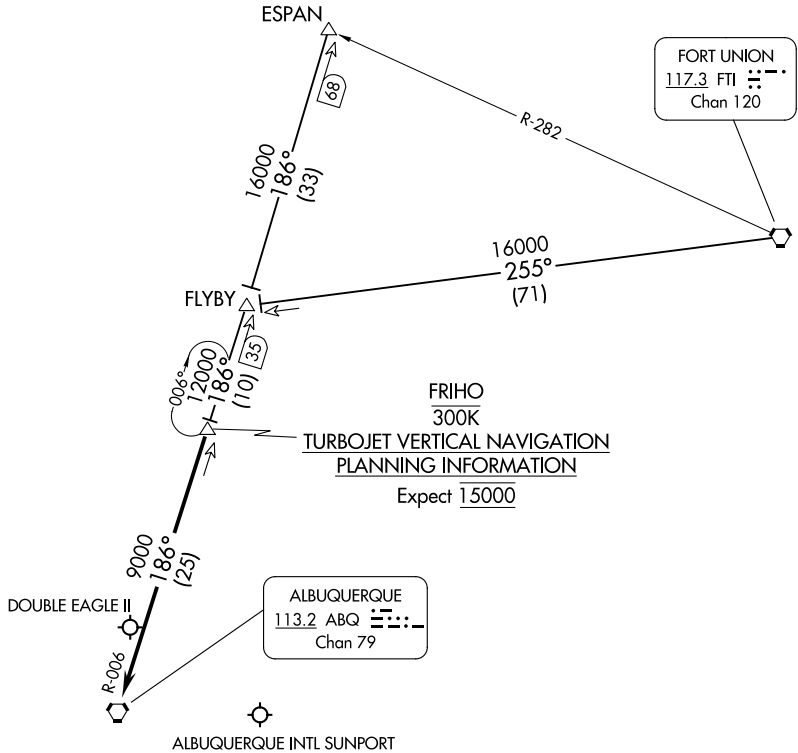 ESPAN
FORT UNION
117.3 FTI
Chan 120
68
R-282
16000
186°
(33)
16000
255°
(71)
FLYBY
35
12000
186°
(10)
006°
FRIHO
300K
TURBOJET VERTICAL NAVIGATION
PLANNING INFORMATION
Expect 15000
9000
186°
(25)
DOUBLE EAGLE II
ALBUQUERQUE
113.2 ABQ
Chan 79
R-006
ALBUQUERQUE INTL SUNPORT